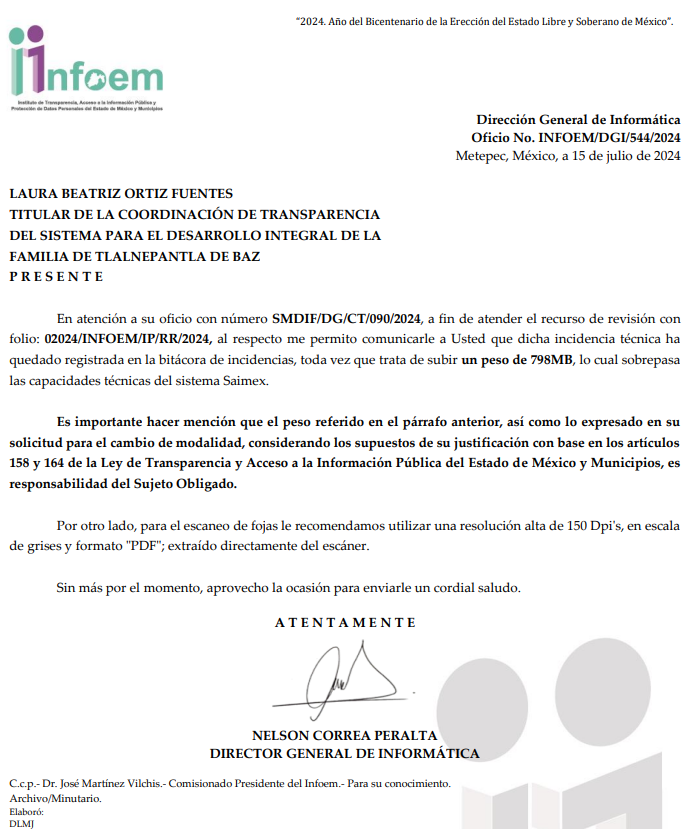 “2024. Año del Bicentenario de la Erección del Estado Libre y Soberano de México”.
infoem
Instituto de Transparencia, Acceso a la Información Pública y
Protección de Datos Personales del Estado de México y Municipios
Dirección General de Informática
Oficio No. INFOEM/DGI/544/2024
Metepec, México, a 15 de julio de 2024
LAURA BEATRIZ ORTIZ FUENTES
TITULAR DE LA COORDINACIÓN DE TRANSPARENCIA
DEL SISTEMA PARA EL DESARROLLO INTEGRAL DE LA
FAMILIA DE TLALNEPANTLA DE BAZ
P R E S E N T E
En atención a su oficio con número SMDIF/DG/CT/090/2024, a fin de atender el recurso de revisión con
folio: 02024/INFOEM/IP/RR/2024, al respecto me permito comunicarle a Usted que dicha incidencia técnica ha
quedado registrada en la bitácora de incidencias, toda vez que trata de subir un peso de 798MB, lo cual sobrepasa
las capacidades técnicas del sistema Saimex.
Es importante hacer mención que el peso referido en el párrafo anterior, así como lo expresado en su
solicitud para el cambio de modalidad, considerando los supuestos de su justificación con base en los artículos
158 y 164 de la Ley de Transparencia y Acceso a la Información Pública del Estado de México y Municipios, es
responsabilidad del Sujeto Obligado.
Por otro lado, para el escaneo de fojas le recomendamos utilizar una resolución alta de 150 Dpi's, en escala
de grises y formato "PDF"; extraído directamente del escáner.
Sin más por el momento, aprovecho la ocasión para enviarle un cordial saludo.
A T E N T A M E N T E
NELSON CORREA PERALTA
DIRECTOR GENERAL DE INFORMÁTICA
C.c.p.- Dr. José Martínez Vilchis.- Comisionado Presidente del Infoem.- Para su conocimiento.
Archivo/Minutario.
Elaboró:
DLMJ